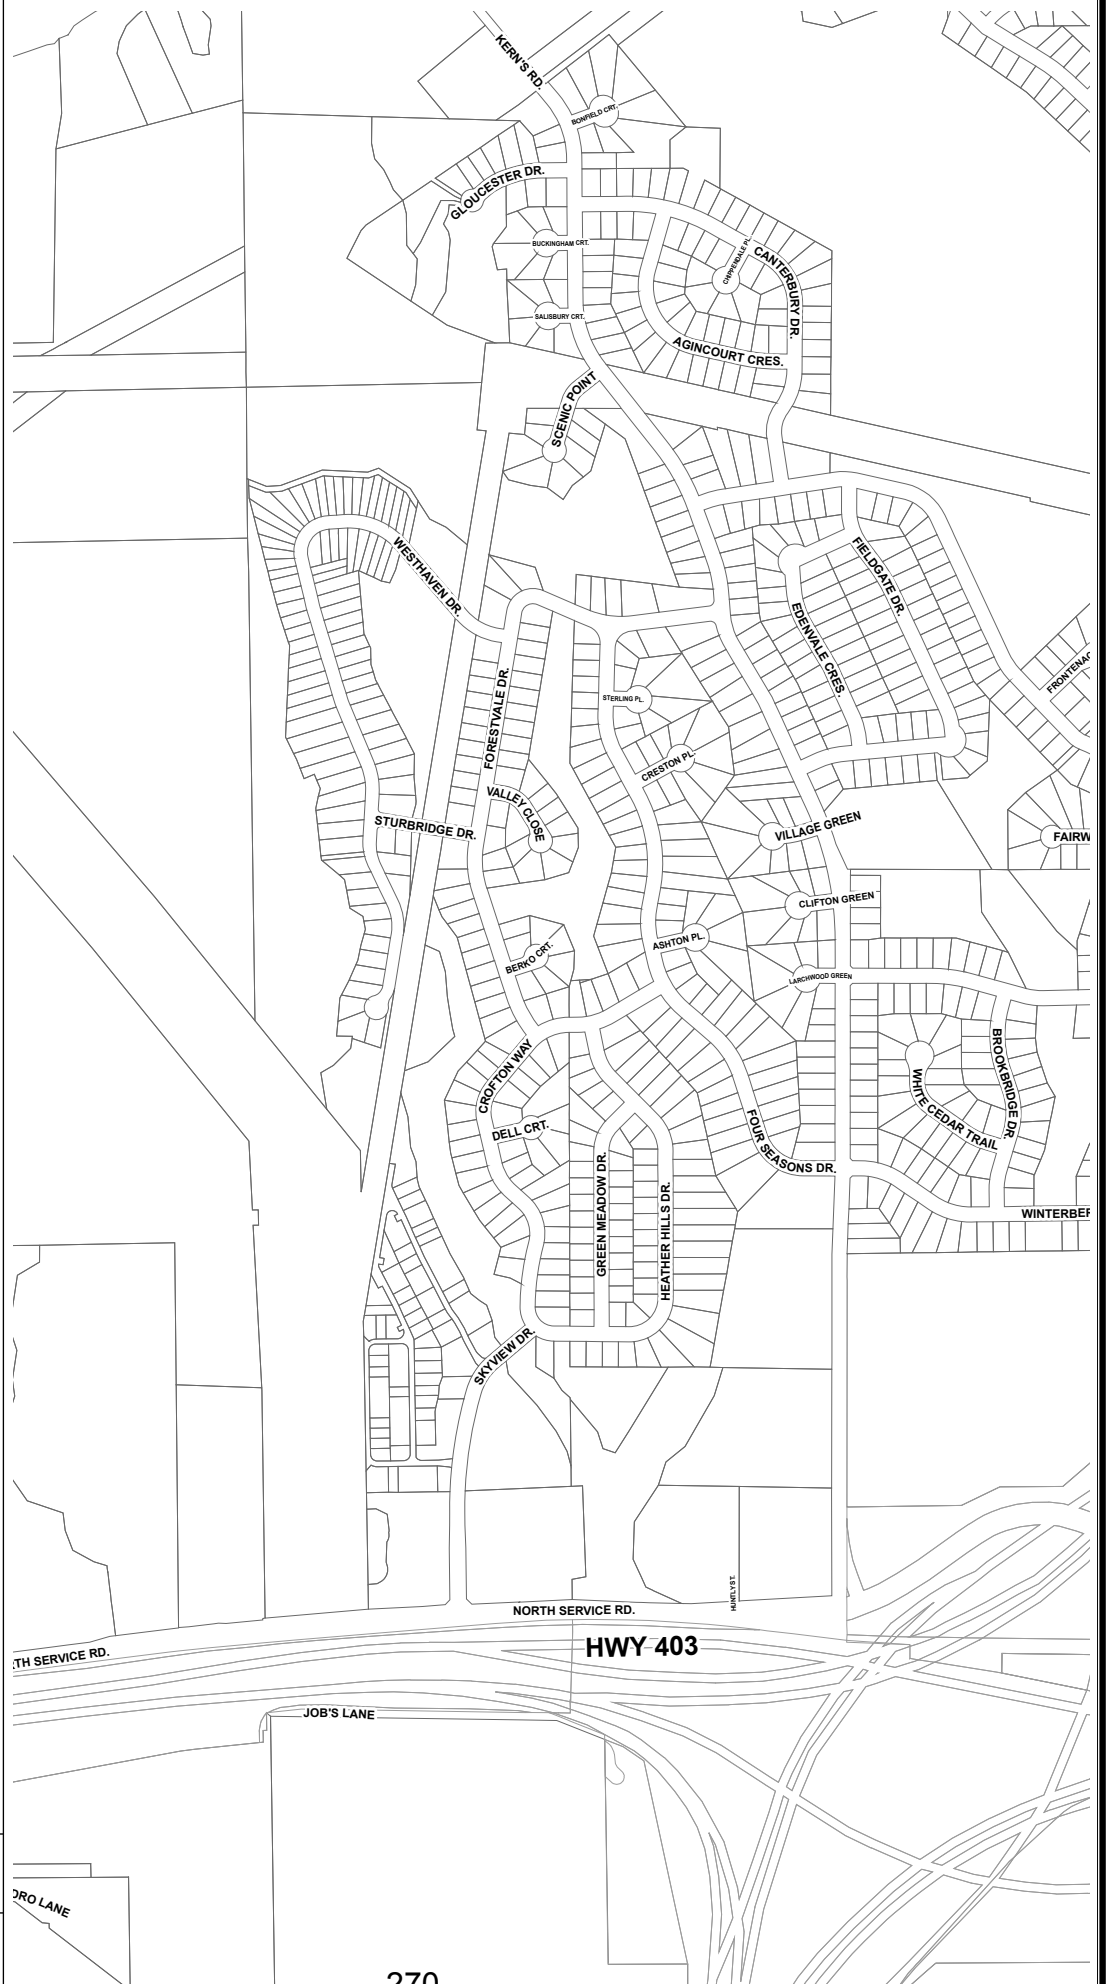 KERN'S RD.
BONFIELD CRT.
GLOUCESTER DR.
BUCKINGHAM CRT.
CHIPPENDALE PL.
CANTERBURY DR.
SALISBURY CRT.
AGINCOURT CRES.
SCENIC POINT
WESTHAVEN DR.
FIELDGATE DR.
EDENVALE CRES.
FRONTENAC
STERLING PL.
FORESTVALE DR.
CRESTON PL.
VALLEY CLOSE
STURBRIDGE DR.
VILLAGE GREEN
FAIRW
CLIFTON GREEN
ASHTON PL.
BERKO CRT.
LARCHWOOD GREEN
CROFTON WAY
BROOKBRIDGE DR.
WHITE CEDAR TRAIL
DELL CRT.
FOUR SEASONS DR.
GREEN MEADOW DR.
HEATHER HILLS DR.
WINTERBER
SKYVIEW DR.
HUNTLY ST.
NORTH SERVICE RD.
HWY 403
TH SERVICE RD.
JOB'S LANE
DRO LANE
270